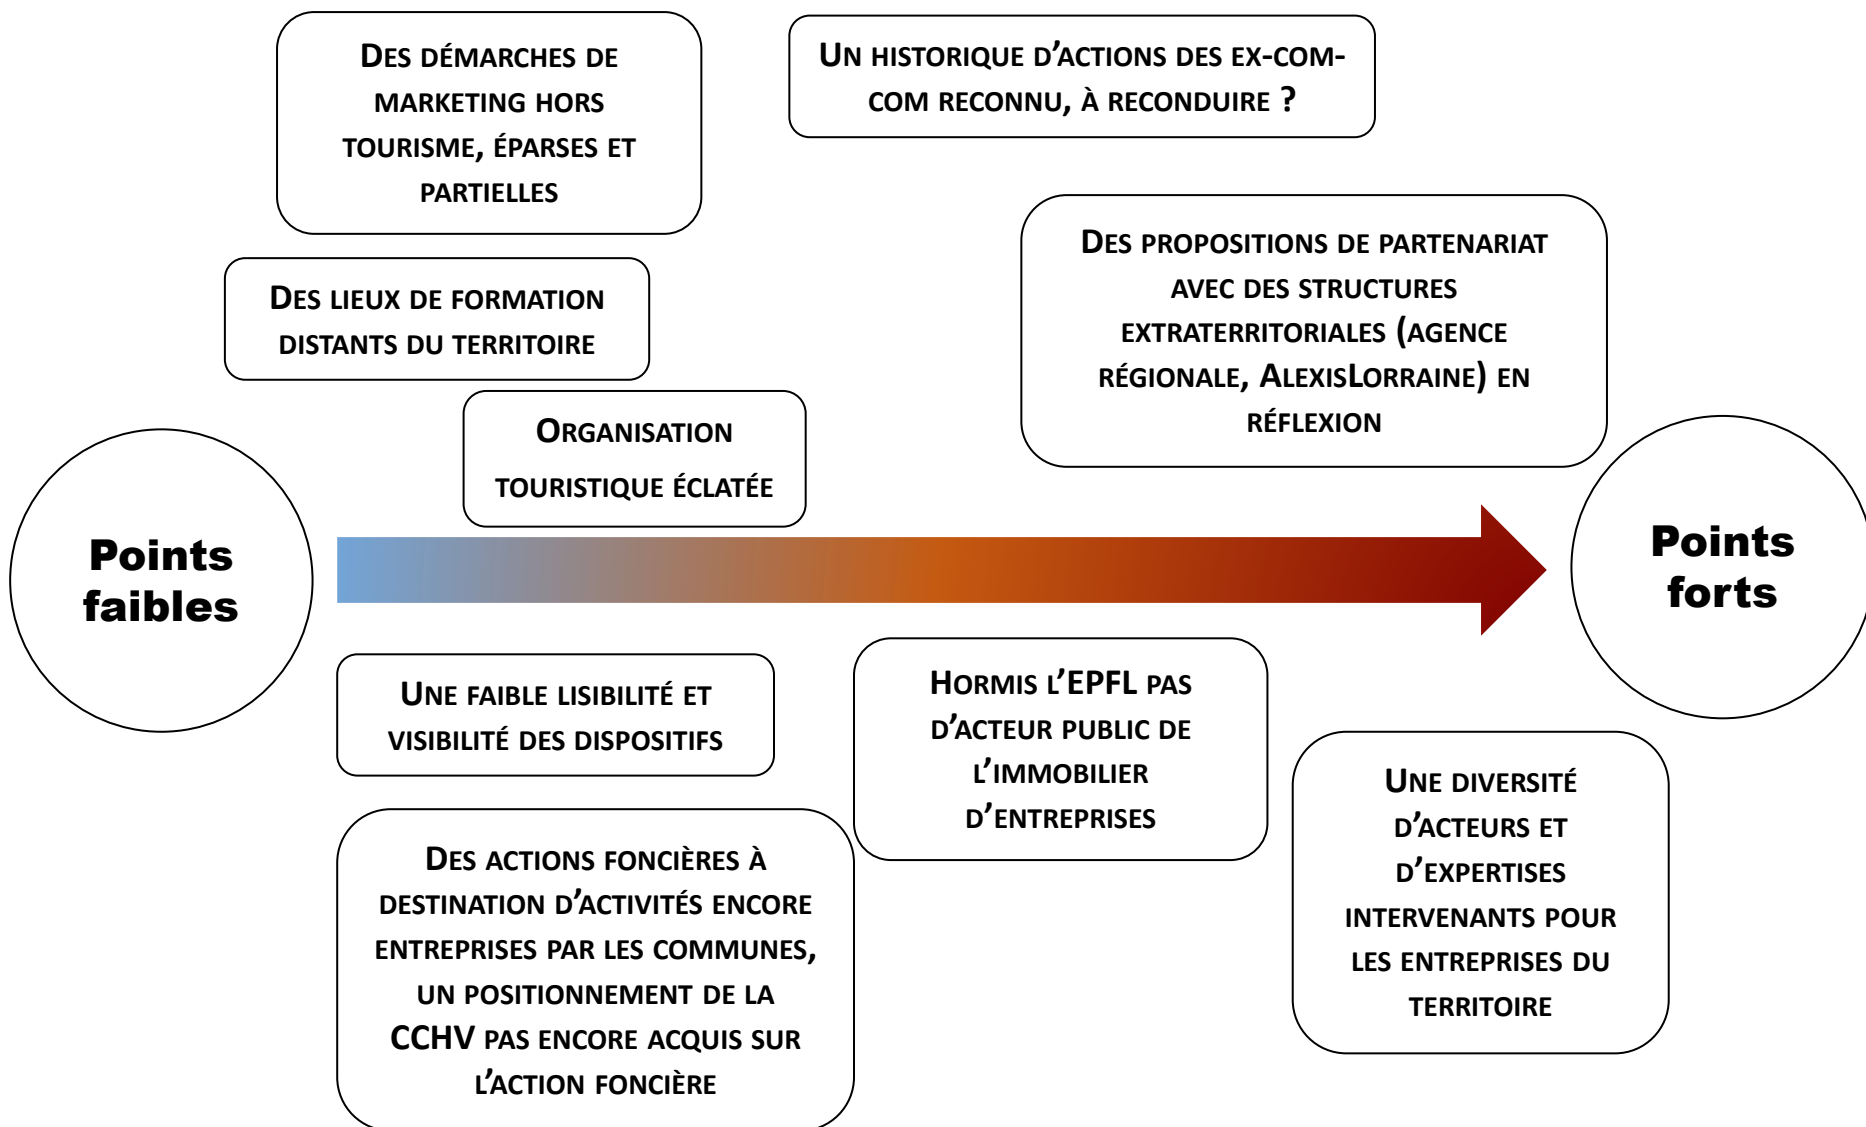 Des démarches de
marketing hors
tourisme, éparses et
partielles
Un historique d’actions des ex-com-
com reconnu, à reconduire ?
Des propositions de partenariat
avec des structures
extraterritoriales (agence
régionale, AlexisLorraine) en
réflexion
Des lieux de formation
distants du territoire
Organisation
touristique éclatée
Points
faibles
Points
forts
Une faible lisibilité et
visibilité des dispositifs
Hormis l’EPFL pas
d’acteur public de
l’immobilier
d’entreprises
Une diversité
d’acteurs et
d’expertises
intervenants pour
les entreprises du
territoire
Des actions foncières à
destination d’activités encore
entreprises par les communes,
un positionnement de la
CCHV pas encore acquis sur
l’action foncière